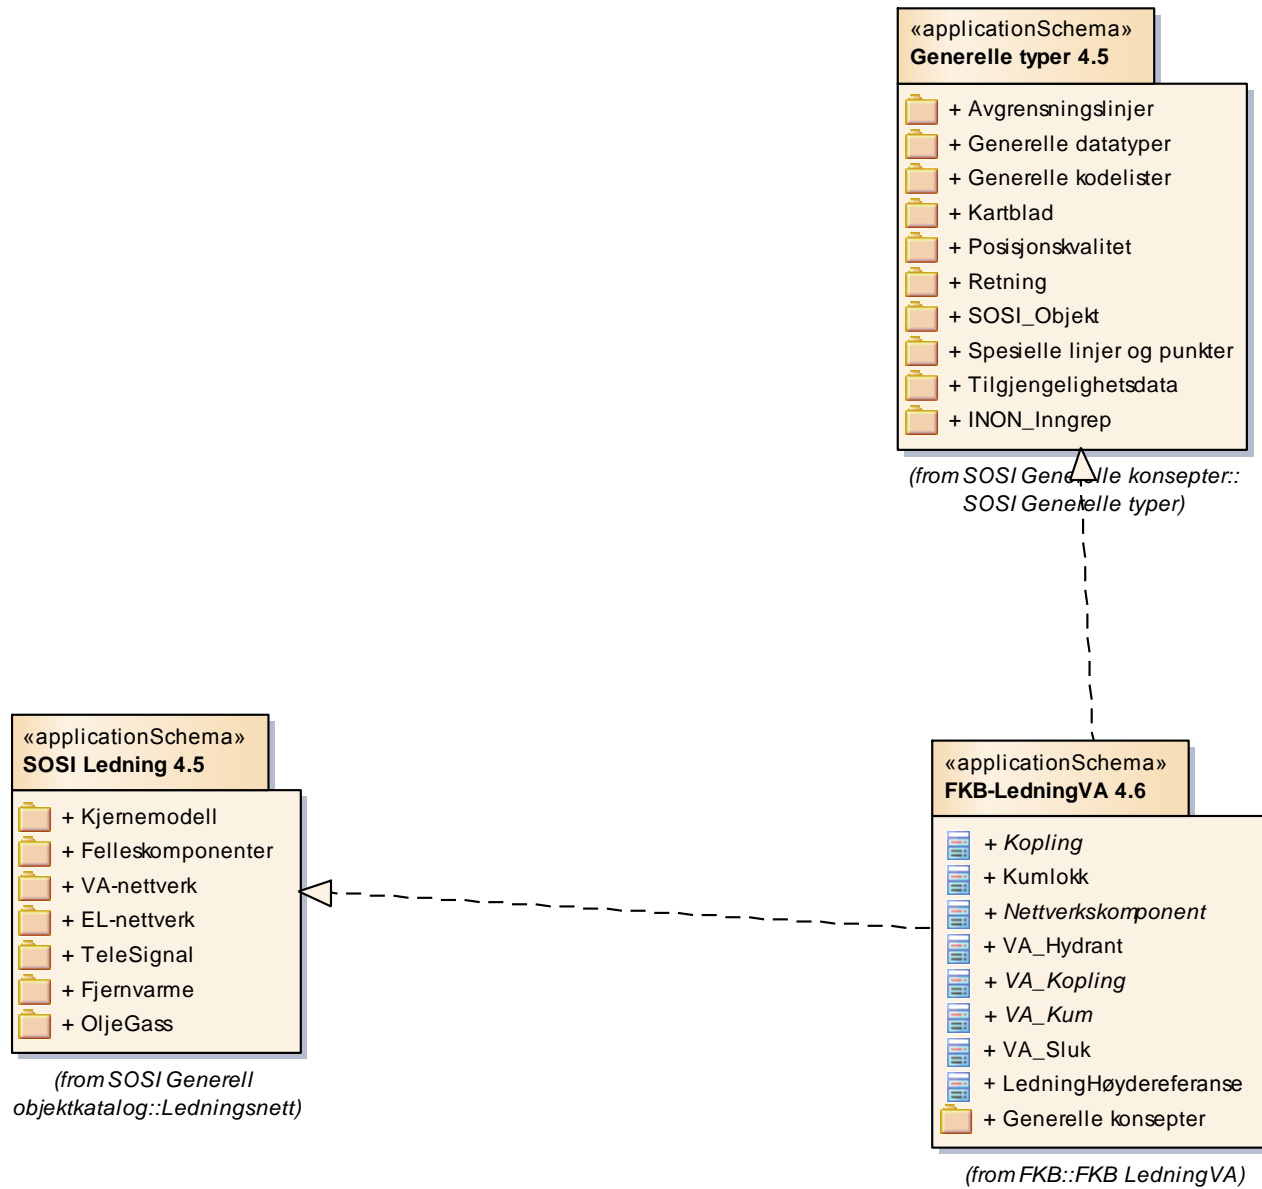 «applicationSchema»
Generelle typer 4.5
+ Avgrensningslinjer
+ Generelle datatyper
+ Generelle kodelister
+ Kartblad
+ Posisjonskvalitet
+ Retning
+ SOSI_Objekt
+ Spesielle linjer og punkter
+ Tilgjengelighetsdata
+ INON_Inngrep
(from SOSI Generelle konsepter::
SOSI Generelle typer)
«applicationSchema»
SOSI Ledning 4.5
+ Kjernemodell
+ Felleskomponenter
+ VA-nettverk
+ EL-nettverk
+ TeleSignal
+ Fjernvarme
+ OljeGass
(from SOSI Generell
objektkatalog::Ledningsnett)
«applicationSchema»
FKB-LedningVA 4.6
+ Kopling
+ Kumlokk
+ Nettverkskomponent
+ VA_Hydrant
+ VA_Kopling
+ VA_Kum
+ VA_Sluk
+ LedningHøydereferanse
+ Generelle konsepter
(from FKB::FKB LedningVA)